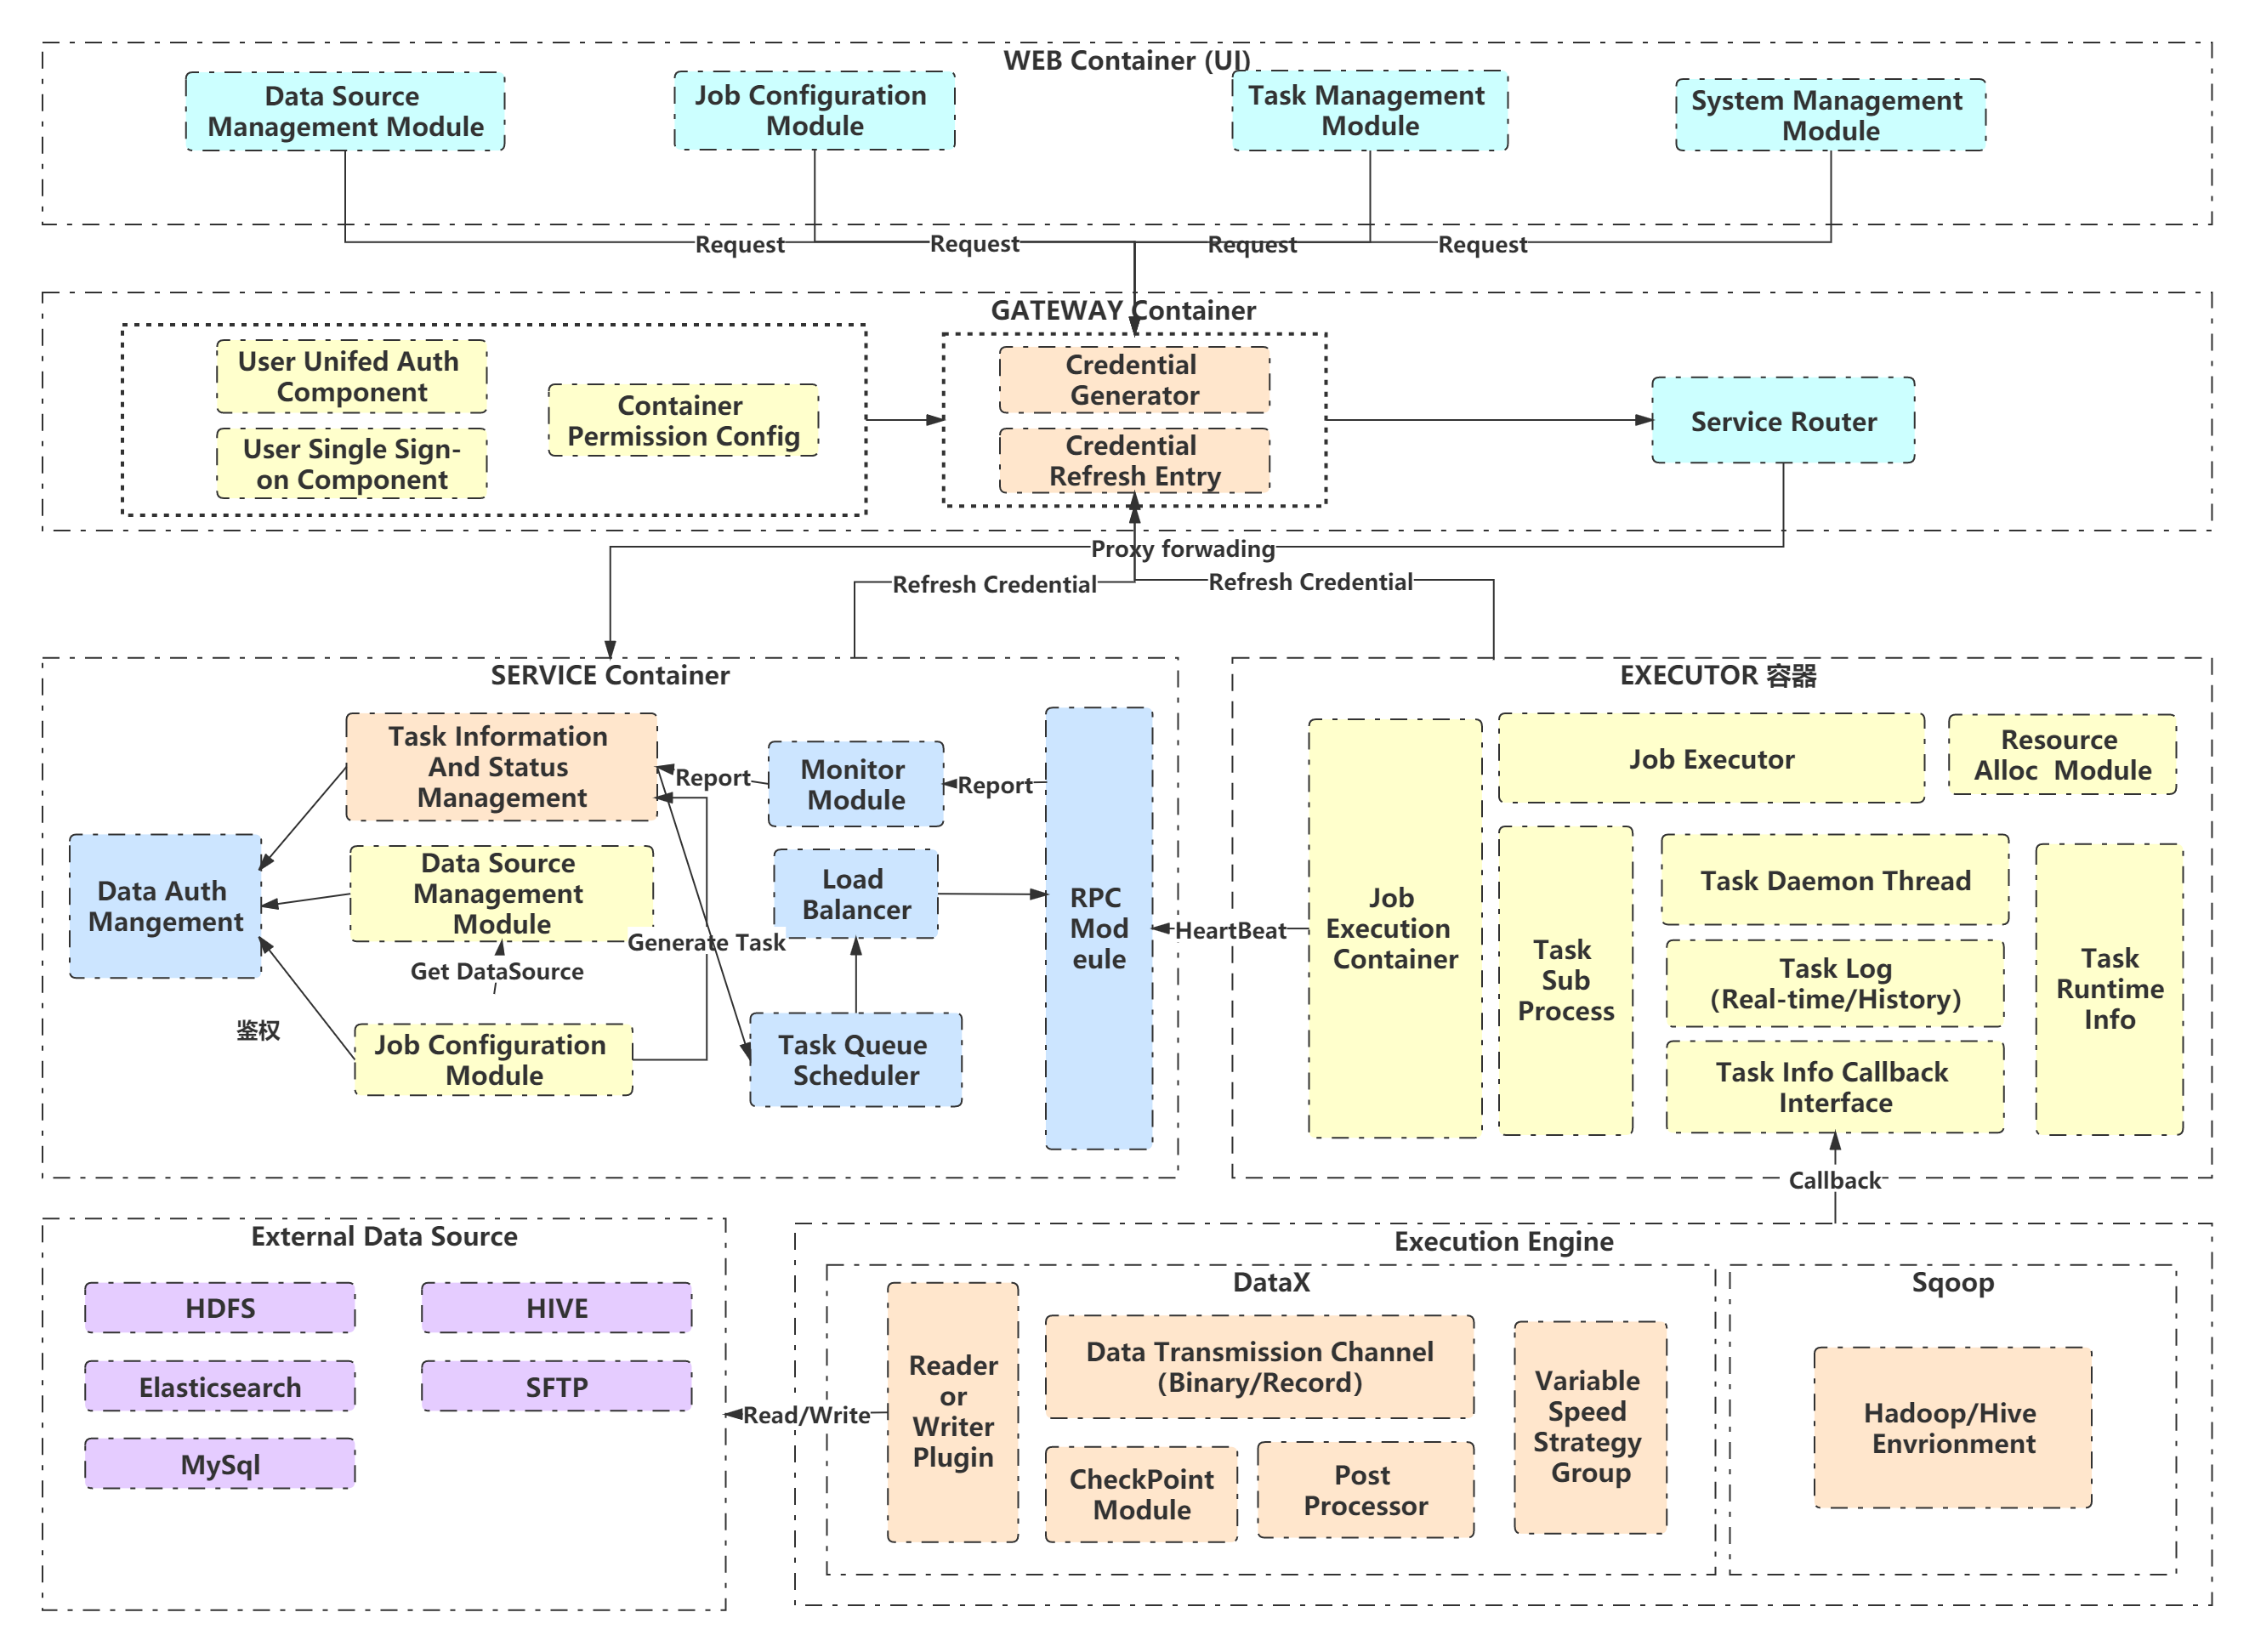 WEB Container (UI)
Data Source
Management Module
Job Configuration
Module
Task Management
Module
System Management
Module
Request
Request
Request
Request
GATEWAY Container
User Unifed Auth
Component
User Single Sign-
on Component
Container
Permission Config
Credential
Generator
Credential
Refresh Entry
Service Router
Proxy forwading
Refresh Credential
Refresh Credential
SERVICE Container
Task Information
And Status
Management
Report
Monitor
Module
Report
Data Auth
Mangement
Data Source
Management
Module
Load
Balancer
RPC
Mod
eule
Generate Task
Get DataSource
鉴权
Job Configuration
Module
Task Queue
Scheduler
HeartBeat
EXECUTOR 容器
Job
Execution
Container
Job Executor
Resource
Alloc Module
Task
Sub
Process
Task Daemon Thread
Task Log
(Real-time/History)
Task Info Callback
Interface
Task
Runtime
Info
Callback
External Data Source
HDFS
HIVE
Elasticsearch
SFTP
MySql
Read/Write
Execution Engine
DataX
Reader
or
Writer
Plugin
Data Transmission Channel
(Binary/Record)
CheckPoint
Module
Post
Processor
Variable
Speed
Strategy
Group
Sqoop
Hadoop/Hive
Envrionment